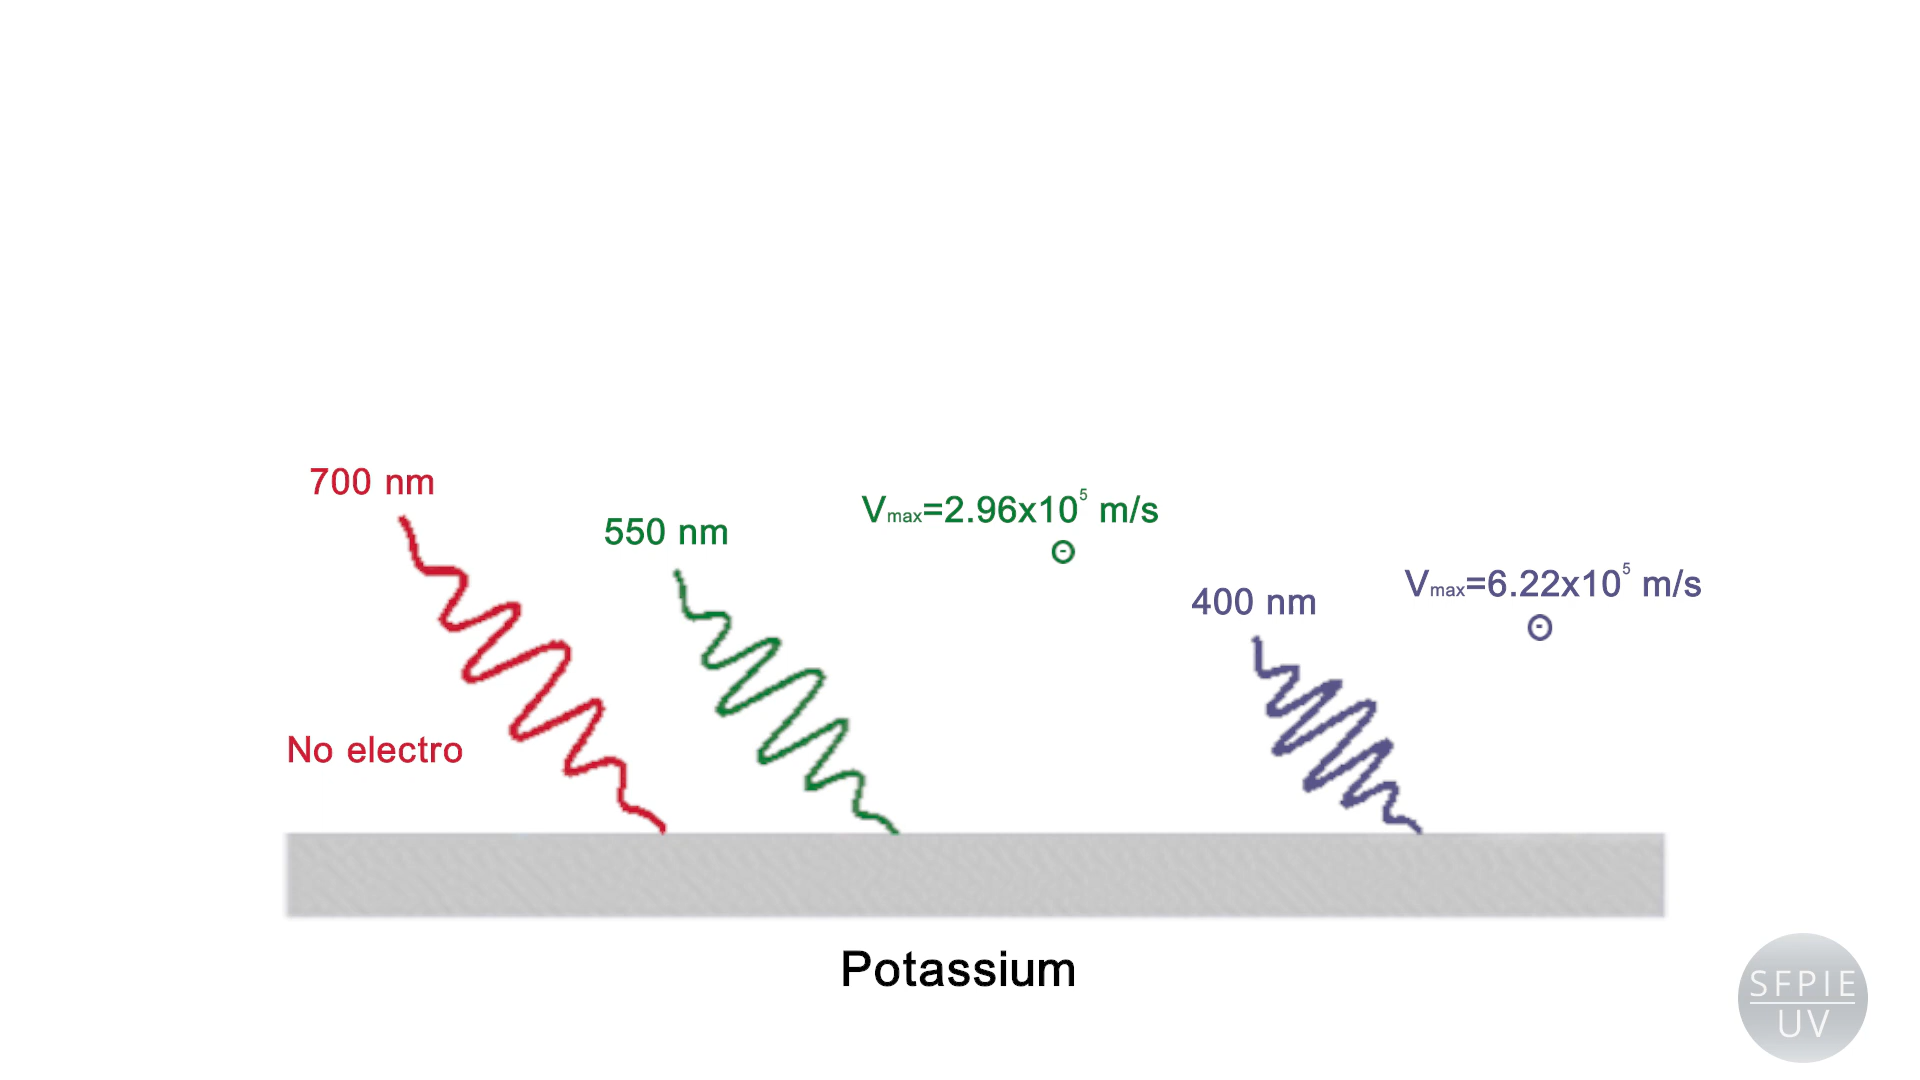 700 nm
550 nm
Vmax=2.96x10⁵ m/s
400 nm
Vmax=6.22x10⁵ m/s
No electro
Potassium
SFPIE
UV